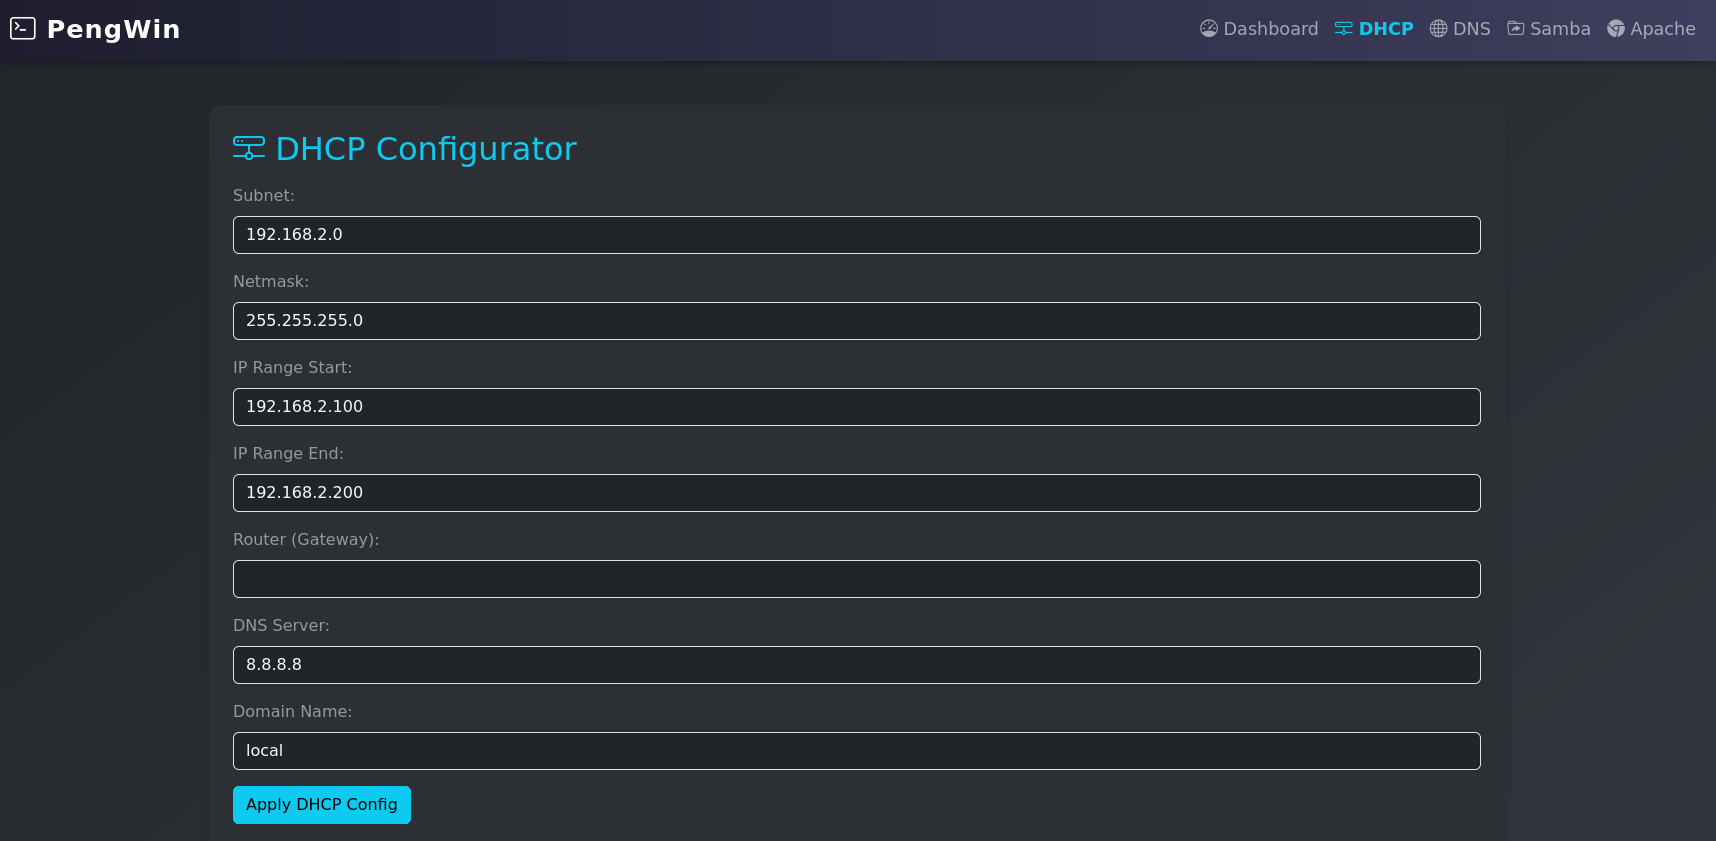 PengWin
Dashboard DHCP DNS Samba Apache
DHCP Configurator
Subnet:
192.168.2.0
Netmask:
255.255.255.0
IP Range Start:
192.168.2.100
IP Range End:
192.168.2.200
Router (Gateway):
DNS Server:
8.8.8.8
Domain Name:
local
Apply DHCP Config